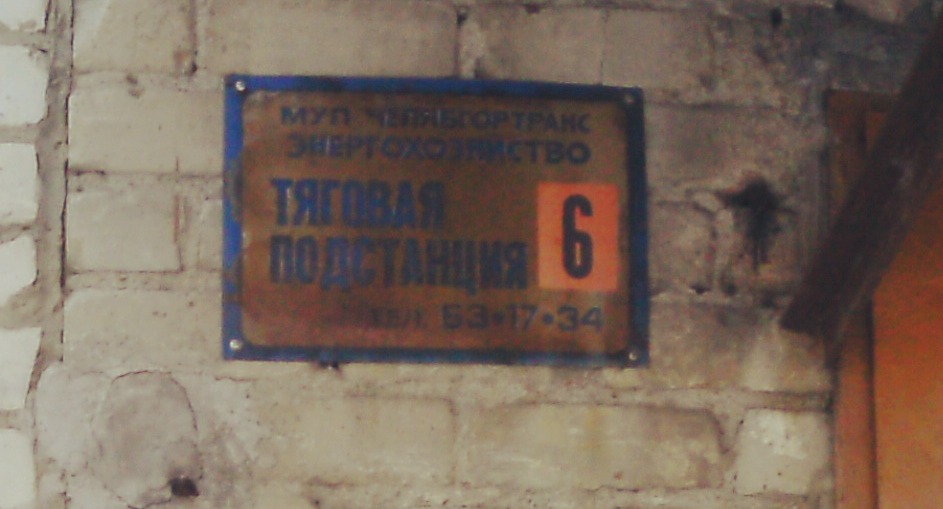 МУП ЧЕЛЯБГОРТРАНС
ЭНЕРГОХОЗЯЙСТВО
ТЯГОВАЯ
ПОДСТАНЦИЯ
6
ТЕЛ. 53•17•34